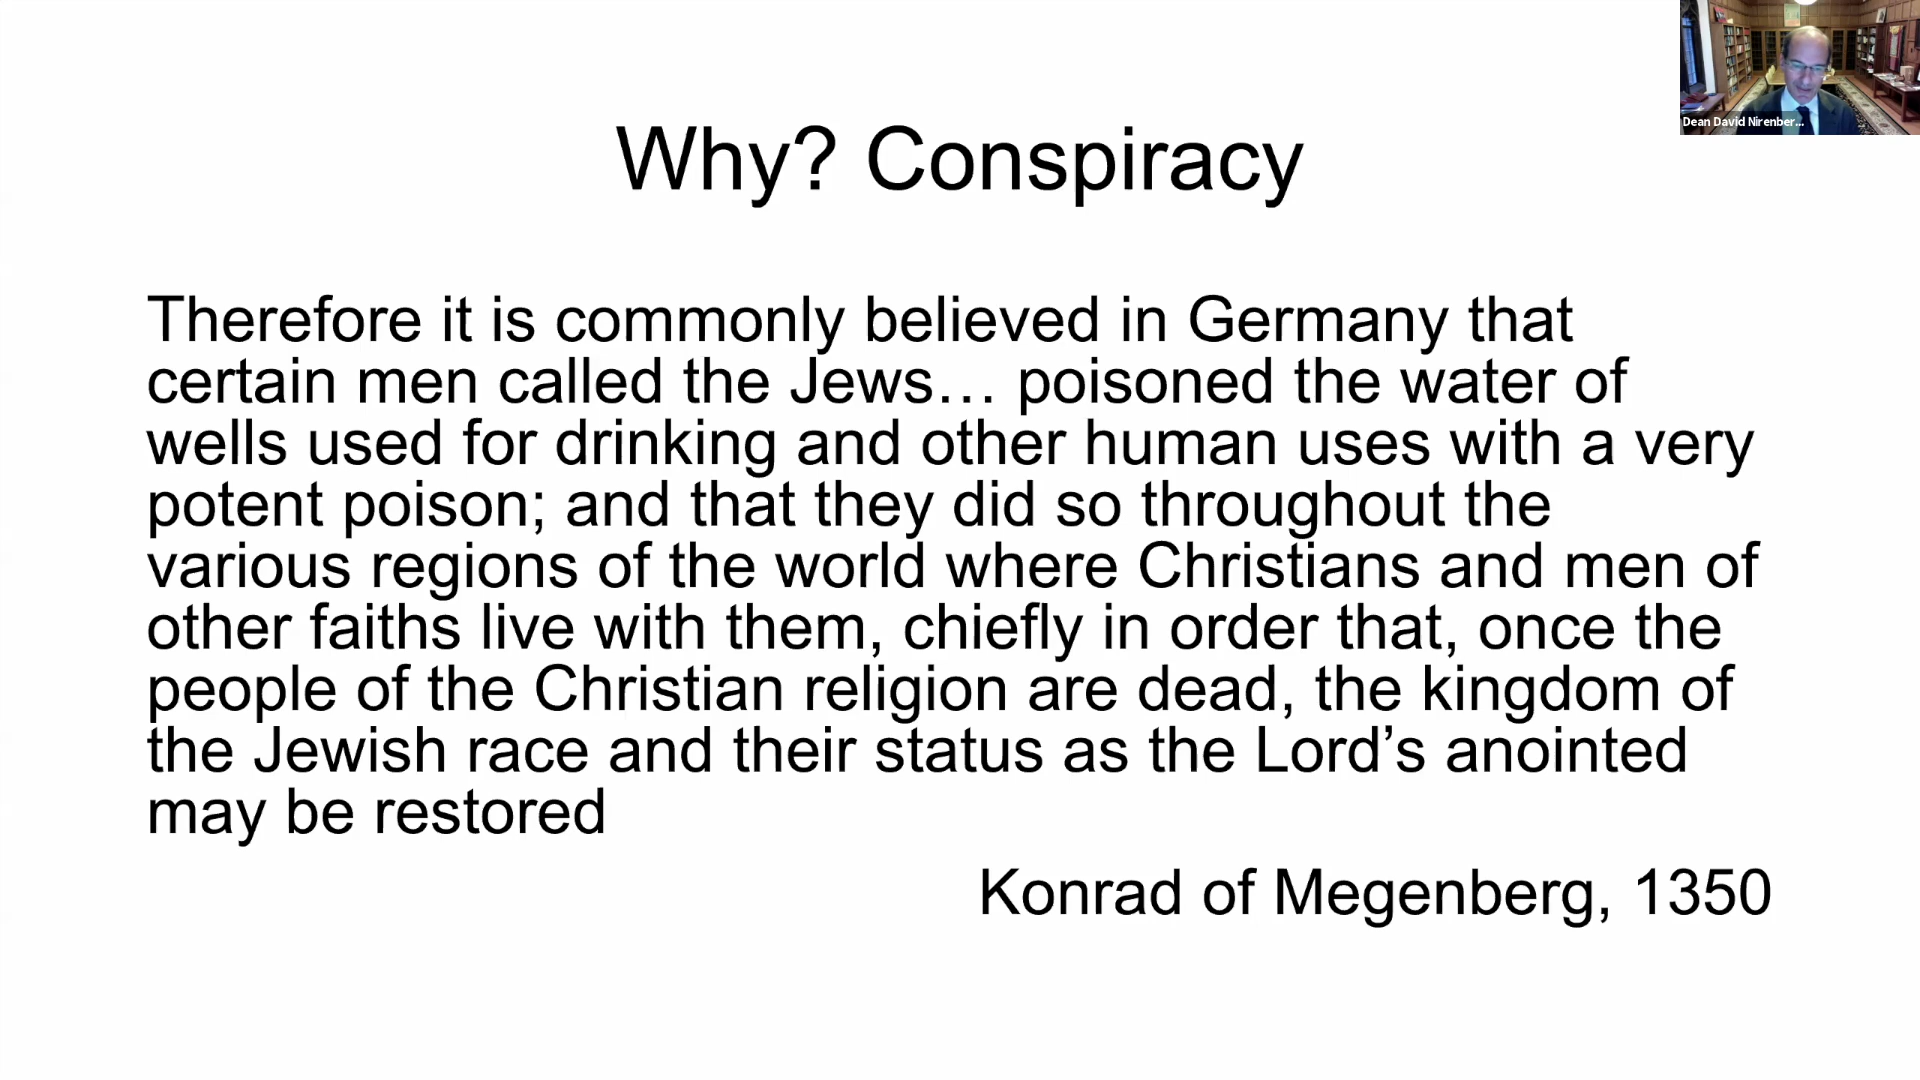 Dean David Nirenber...
Why? Conspiracy
Therefore it is commonly believed in Germany that
certain men called the Jews… poisoned the water of
wells used for drinking and other human uses with a very
potent poison; and that they did so throughout the
various regions of the world where Christians and men of
other faiths live with them, chiefly in order that, once the
people of the Christian religion are dead, the kingdom of
the Jewish race and their status as the Lord’s anointed
may be restored
Konrad of Megenberg, 1350